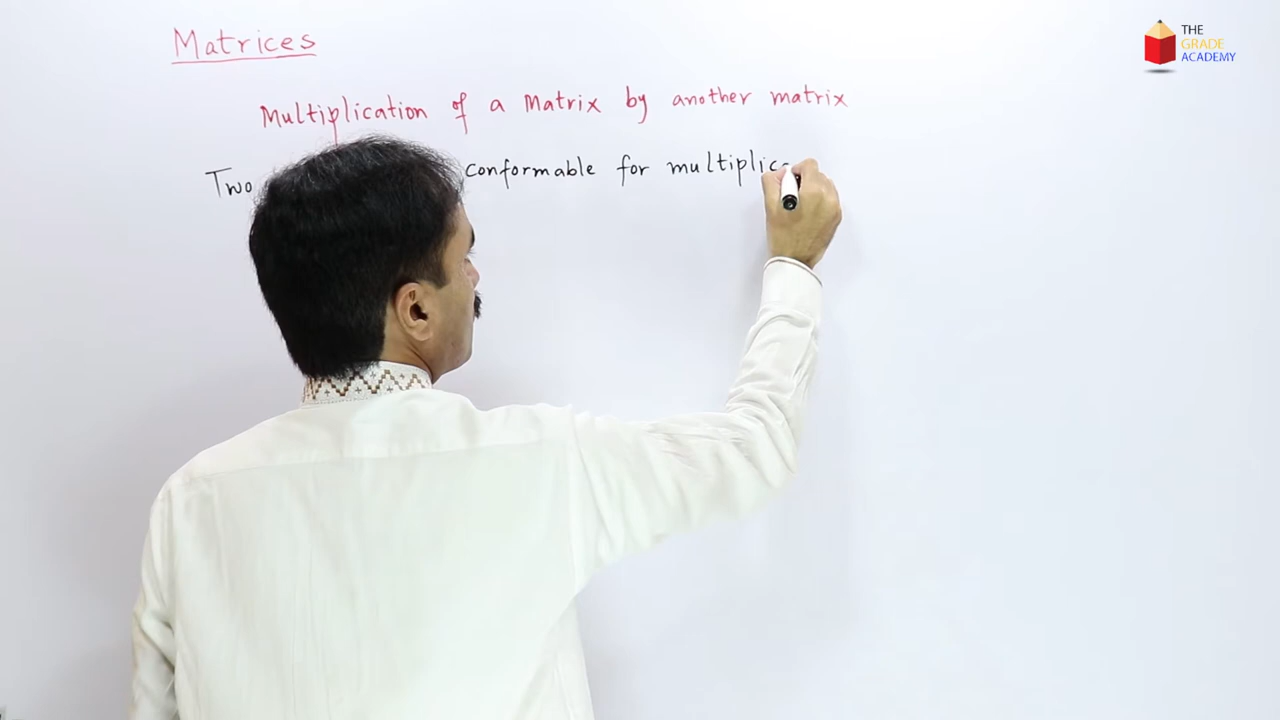 Matrices
THE
GRADE
ACADEMY
Multiplication of a Matrix by another matrix
Two conformable for multiplic